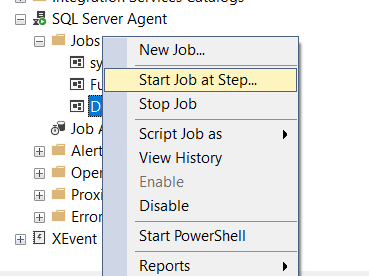 Integration Services Catalogs
SQL Server Agent
Jobs
New Job...
sy
Start Job at Step...
Fu
Stop Job
D
Script Job as
Job A
View History
Alert
Enable
Oper
Disable
Proxi
Start PowerShell
Error
XEvent
Reports